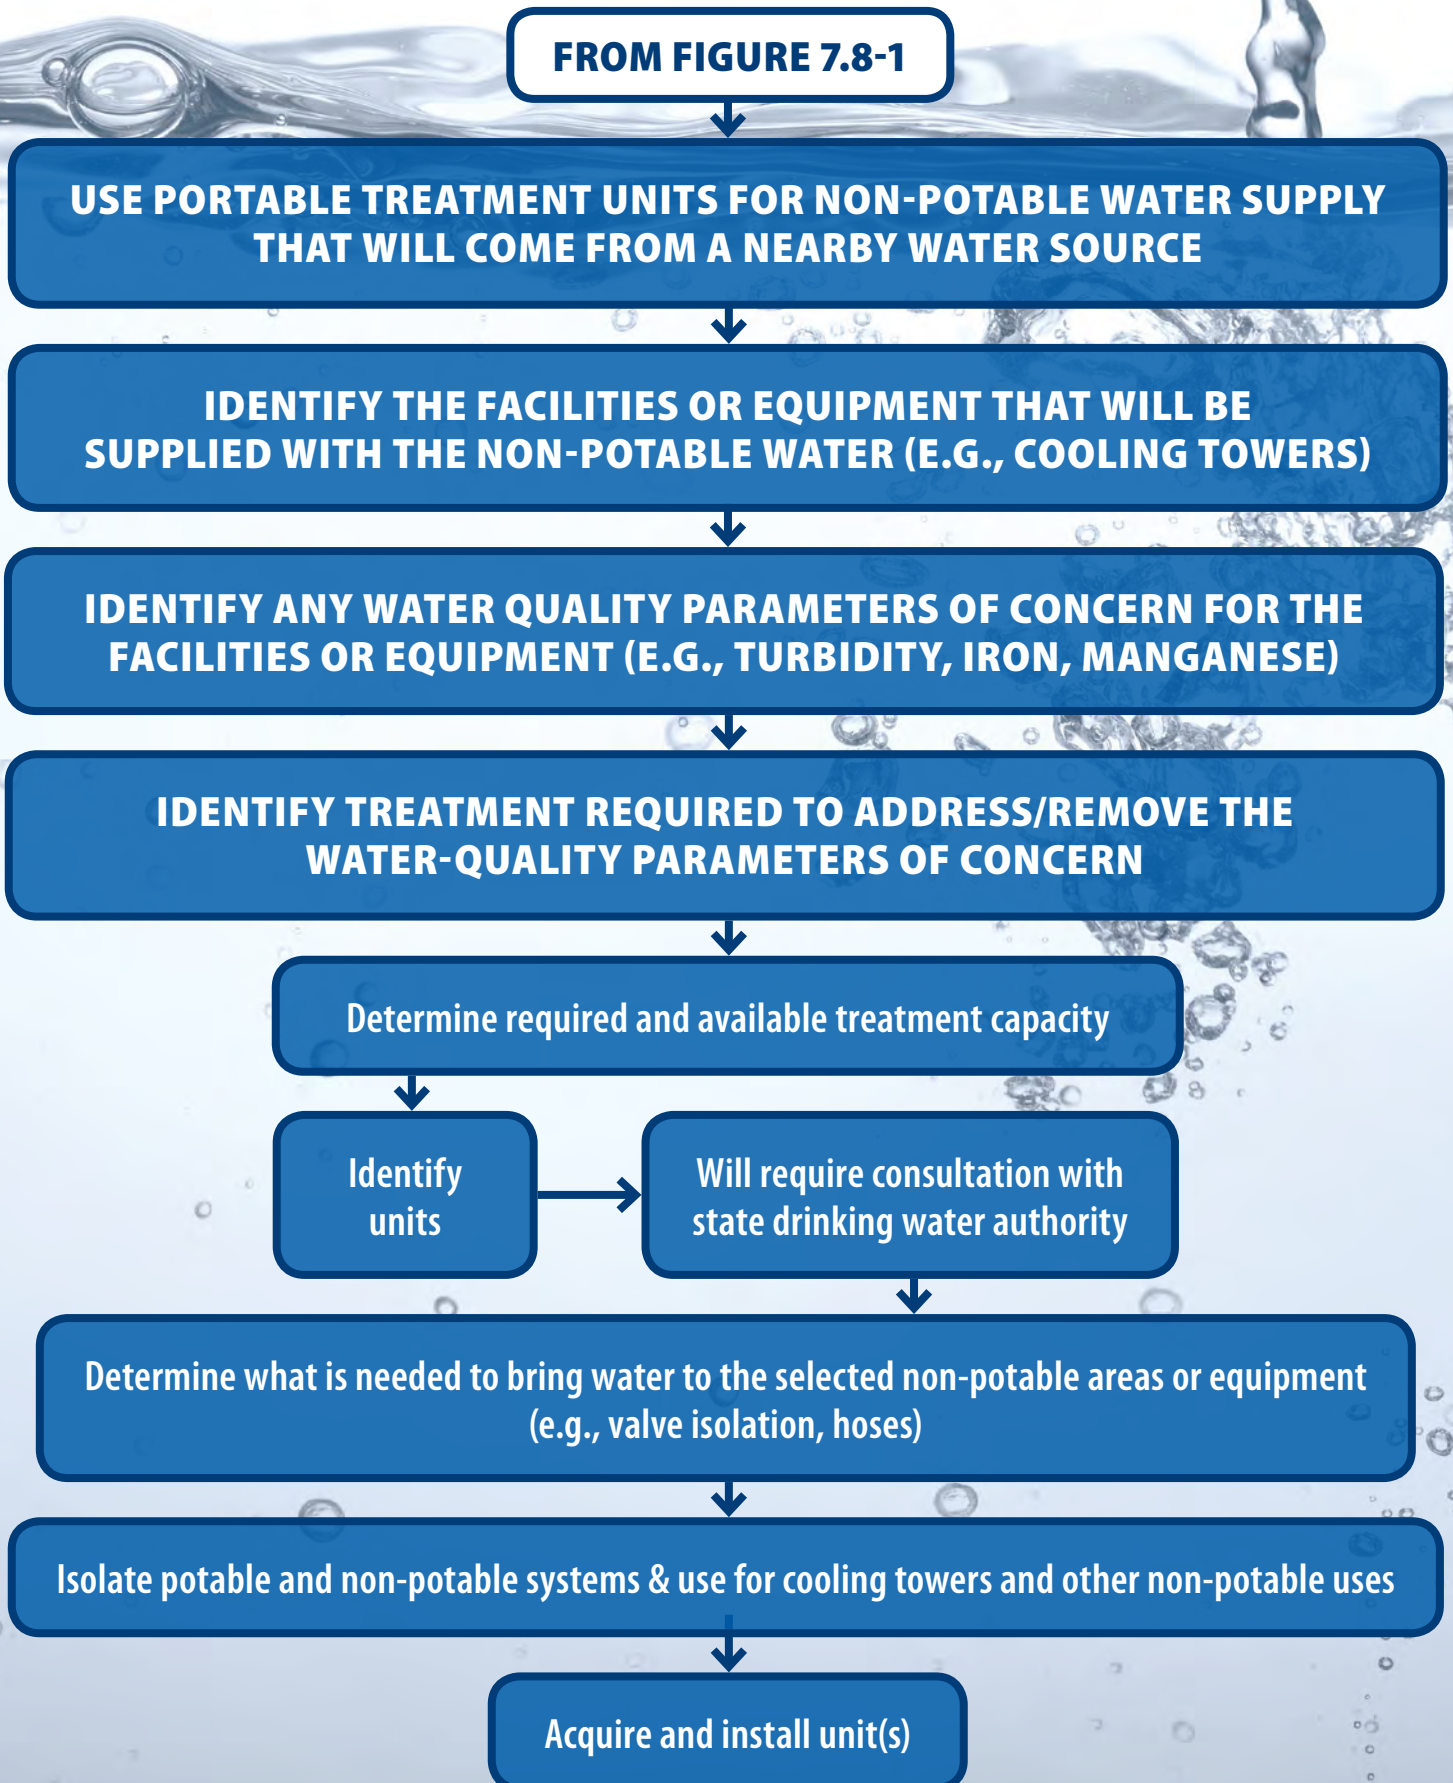 FROM FIGURE 7.8-1
USE PORTABLE TREATMENT UNITS FOR NON-POTABLE WATER SUPPLY
THAT WILL COME FROM A NEARBY WATER SOURCE
IDENTIFY THE FACILITIES OR EQUIPMENT THAT WILL BE
SUPPLIED WITH THE NON-POTABLE WATER (E.G., COOLING TOWERS)
IDENTIFY ANY WATER QUALITY PARAMETERS OF CONCERN FOR THE
FACILITIES OR EQUIPMENT (E.G., TURBIDITY, IRON, MANGANESE)
IDENTIFY TREATMENT REQUIRED TO ADDRESS/REMOVE THE
WATER-QUALITY PARAMETERS OF CONCERN
Determine required and available treatment capacity
Identify
units
Will require consultation with
state drinking water authority
Determine what is needed to bring water to the selected non-potable areas or equipment
(e.g., valve isolation, hoses)
Isolate potable and non-potable systems & use for cooling towers and other non-potable uses
Acquire and install unit(s)